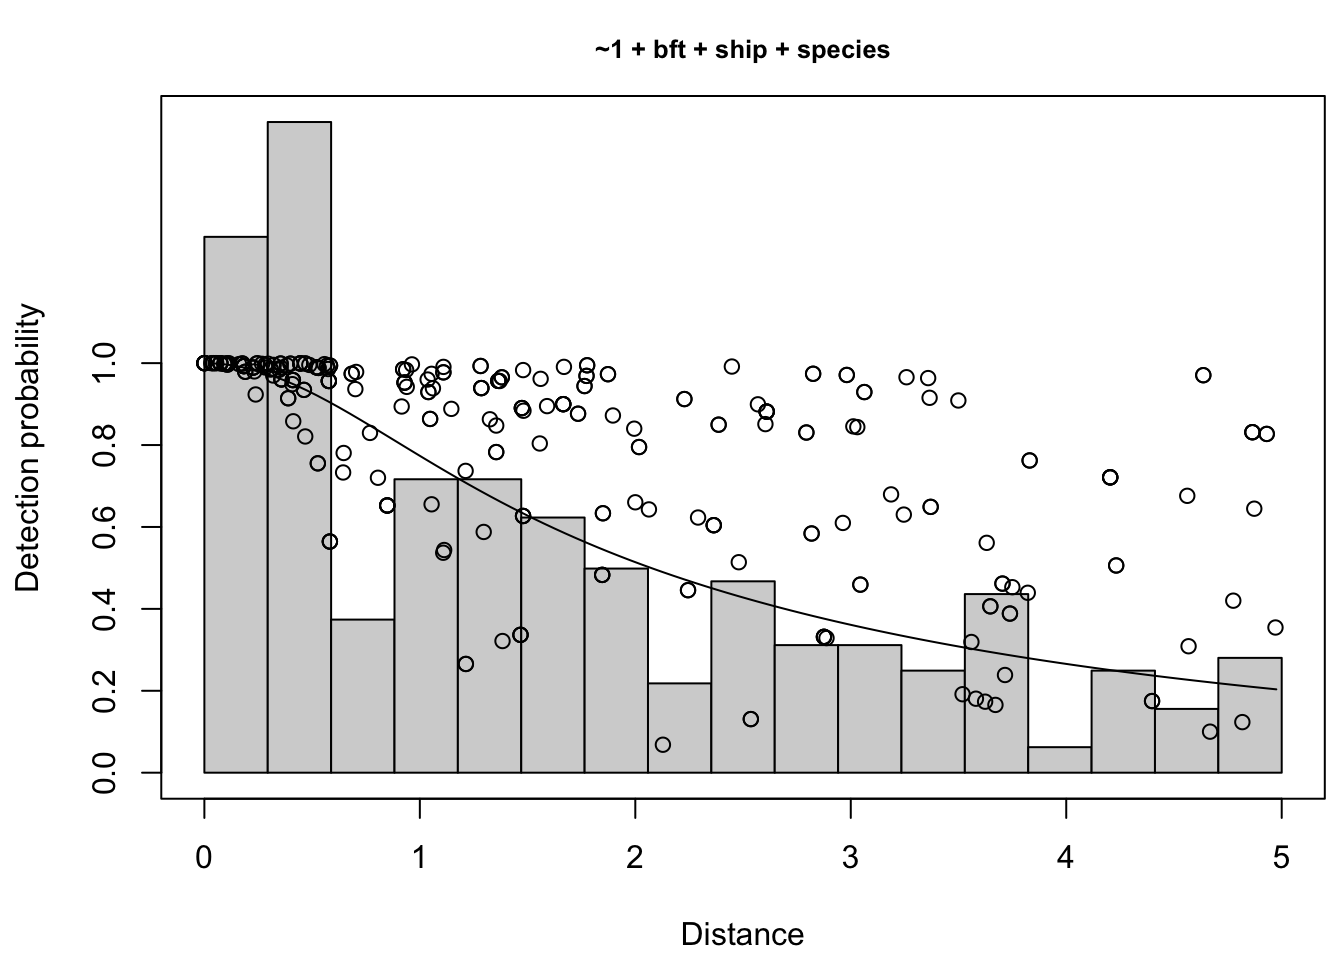 ~1 + bft + ship + species
Detection probability
1.0
0.8
0.6
0.4
0.2
0.0
0 1 2 3 4 5
Distance